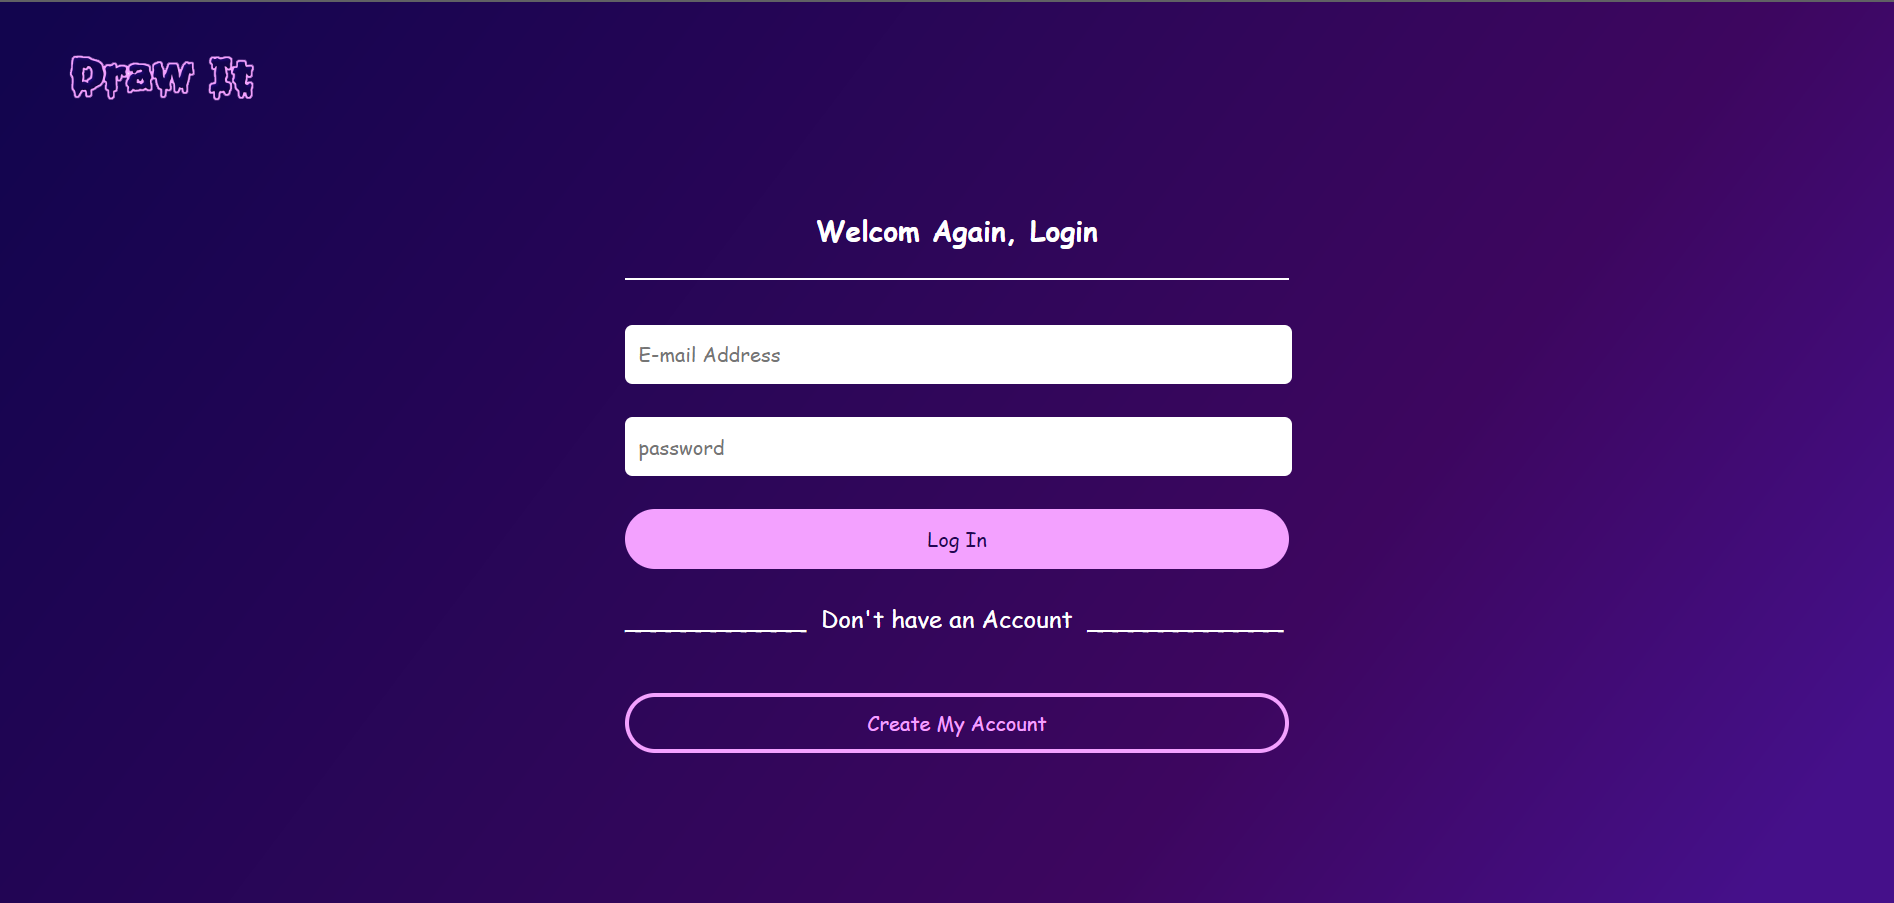 Draw It
Welcom Again, Login
E-mail Address
password
Log In
Don't have an Account
Create My Account